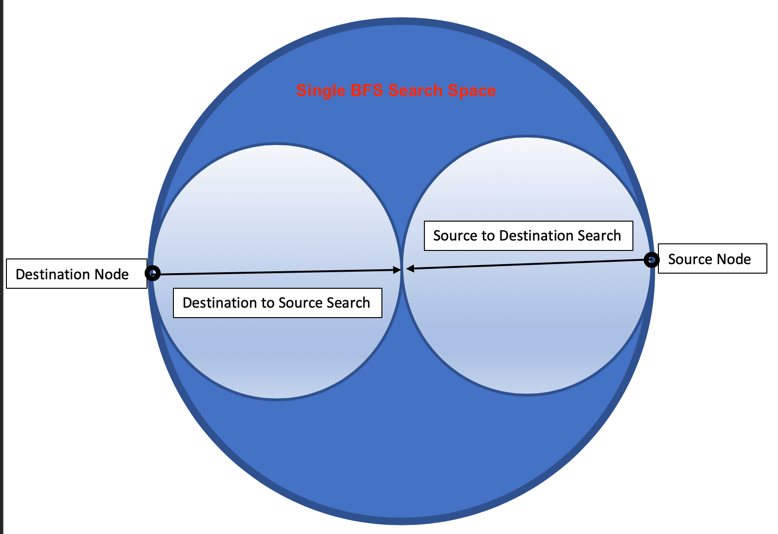 Single BFS Search Space
Source to Destination Search
Source Node
Destination Node
Destination to Source Search